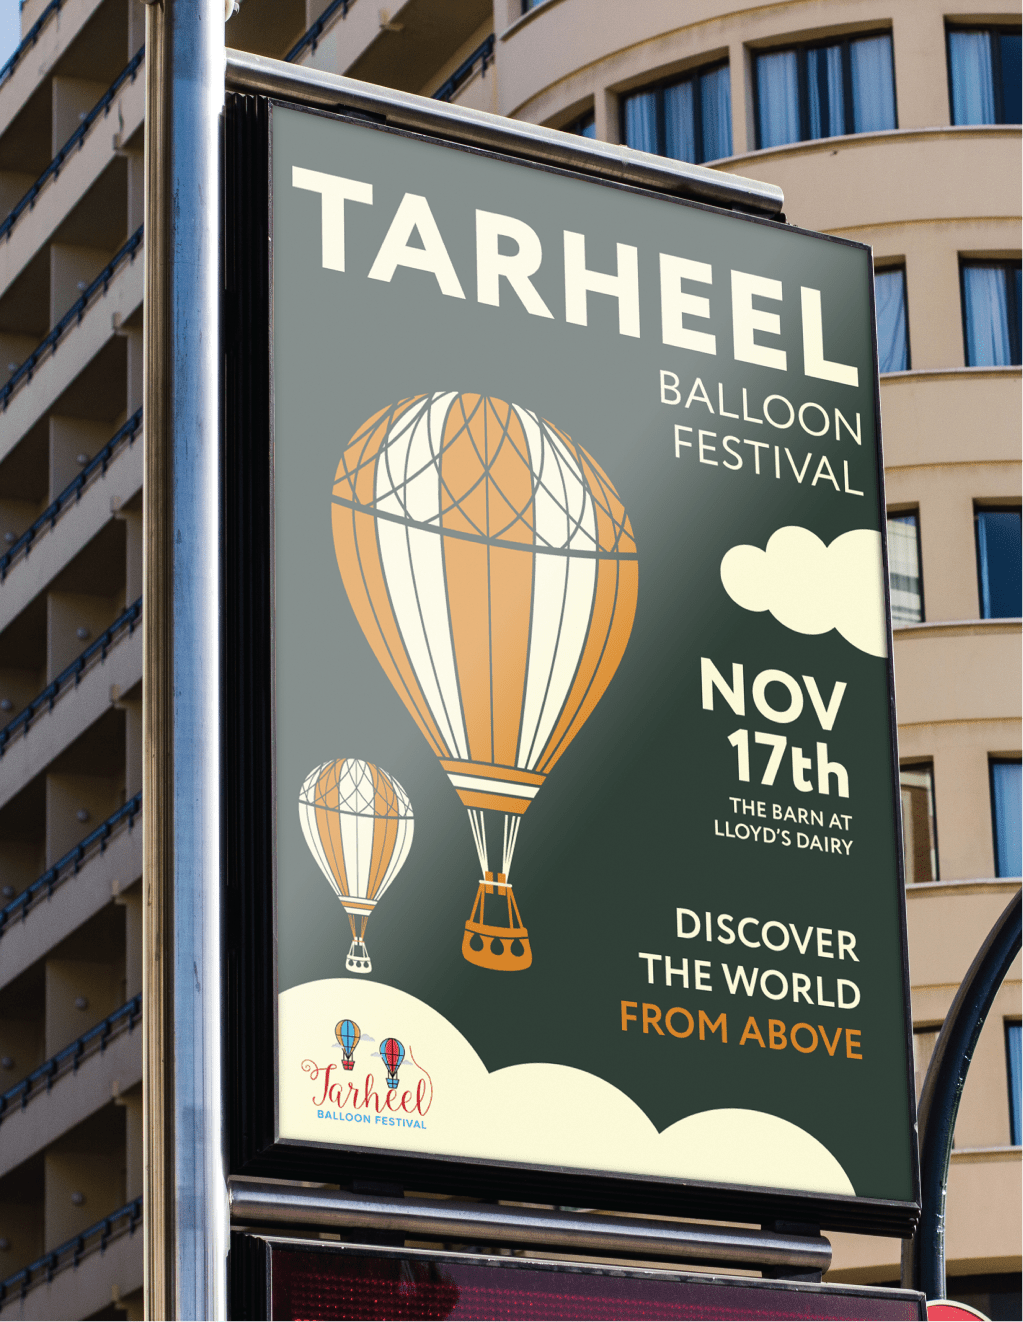 TARHEEL
BALLOON
FESTIVAL
NOV
17th
THE BARN AT
LLOYD'S DAIRY
DISCOVER
THE WORLD
FROM ABOVE
Tarheel
BALLOON FESTIVAL